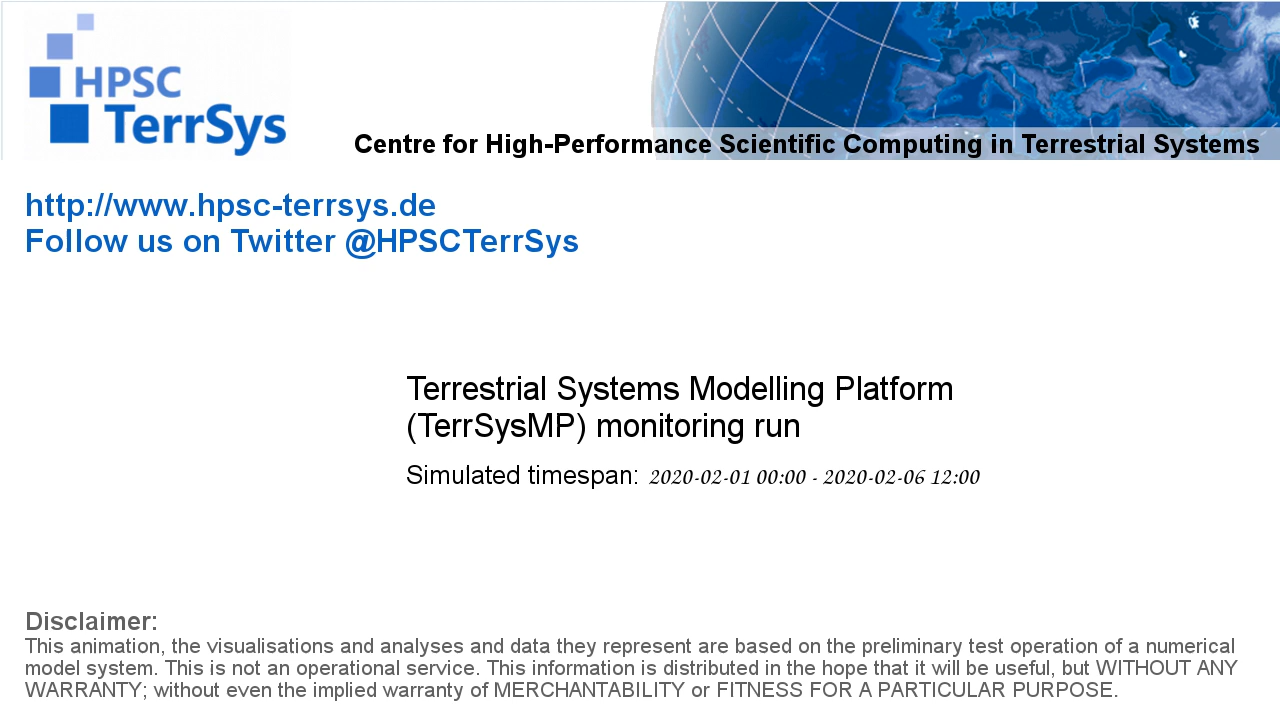 HPSC
TerrSys
Centre for High-Performance Scientific Computing in Terrestrial Systems
http://www.hpsc-terrsys.de
Follow us on Twitter @HPSCTerrSys
Terrestrial Systems Modelling Platform
(TerrSysMP) monitoring run
Simulated timespan: 2020-02-01 00:00 - 2020-02-06 12:00
Disclaimer:
This animation, the visualisations and analyses and data they represent are based on the preliminary test operation of a numerical
model system. This is not an operational service. This information is distributed in the hope that it will be useful, but WITHOUT ANY
WARRANTY; without even the implied warranty of MERCHANTABILITY or FITNESS FOR A PARTICULAR PURPOSE.